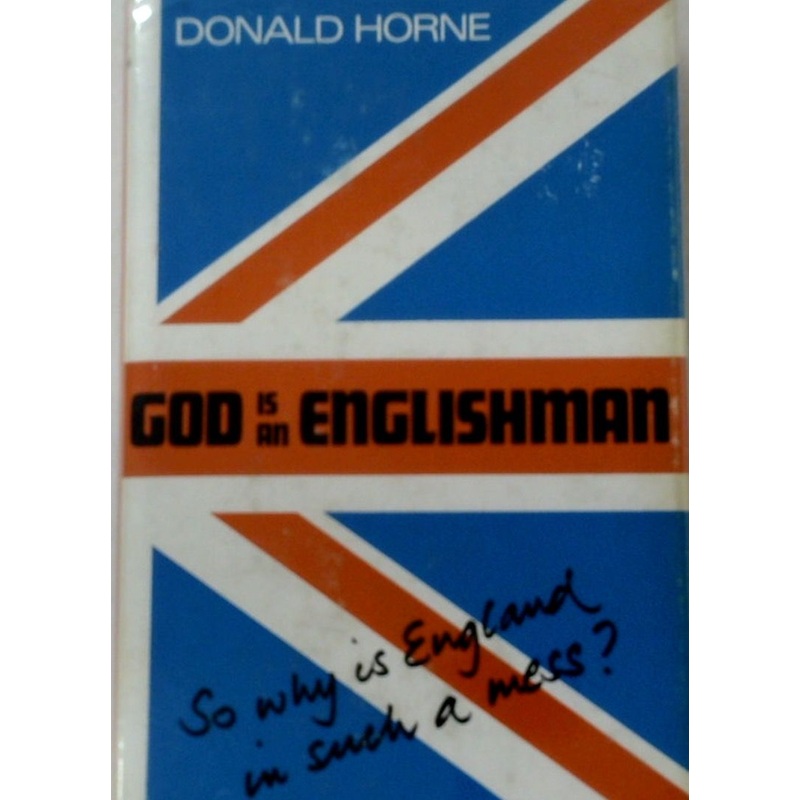 DONALD HORNE
GOD IS AN ENGLISHMAN
So why is England
in such a mess?